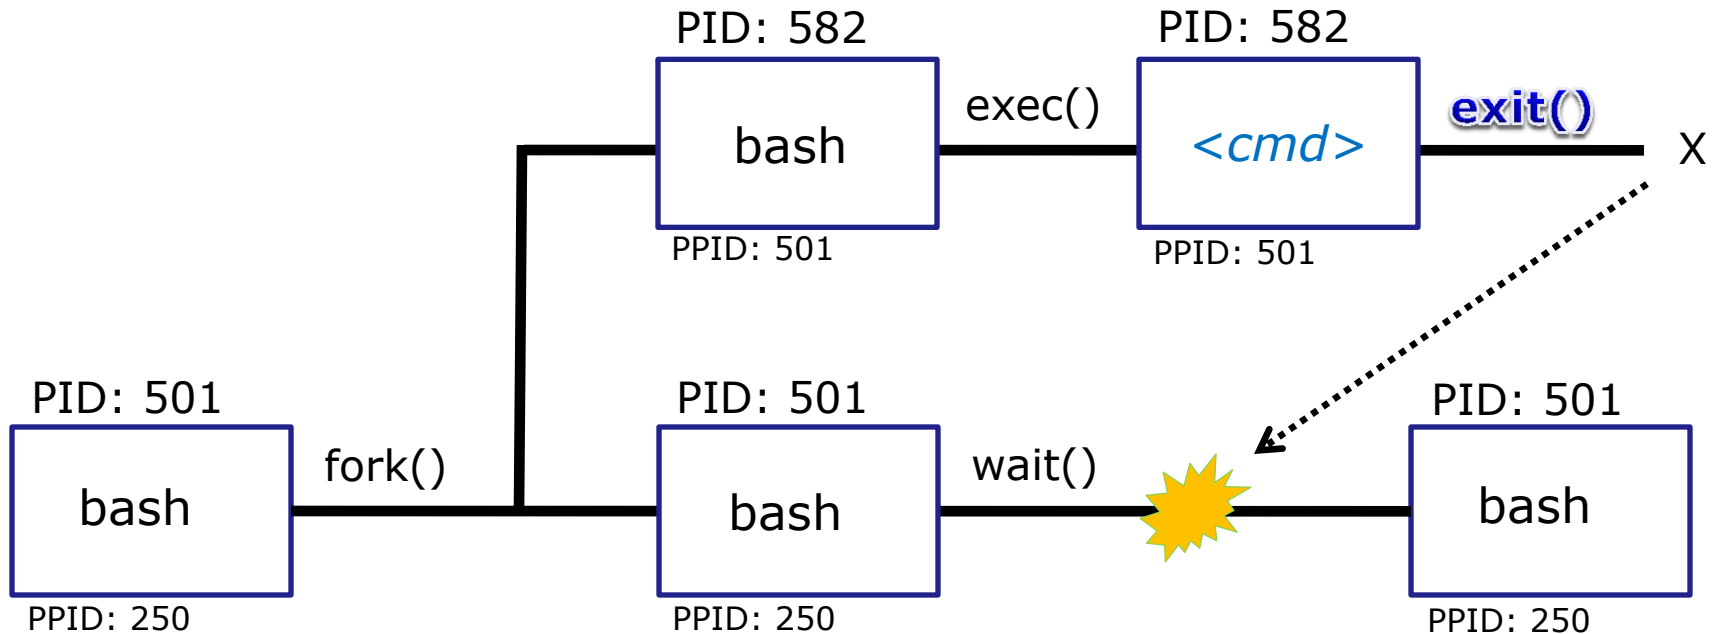 PID: 582
PID: 582
bash
exec()
<cmd>
exit()
X
PPID: 501
PPID: 501
PID: 501
PID: 501
PID: 501
bash
fork()
bash
wait()
bash
PPID: 250
PPID: 250
PPID: 250